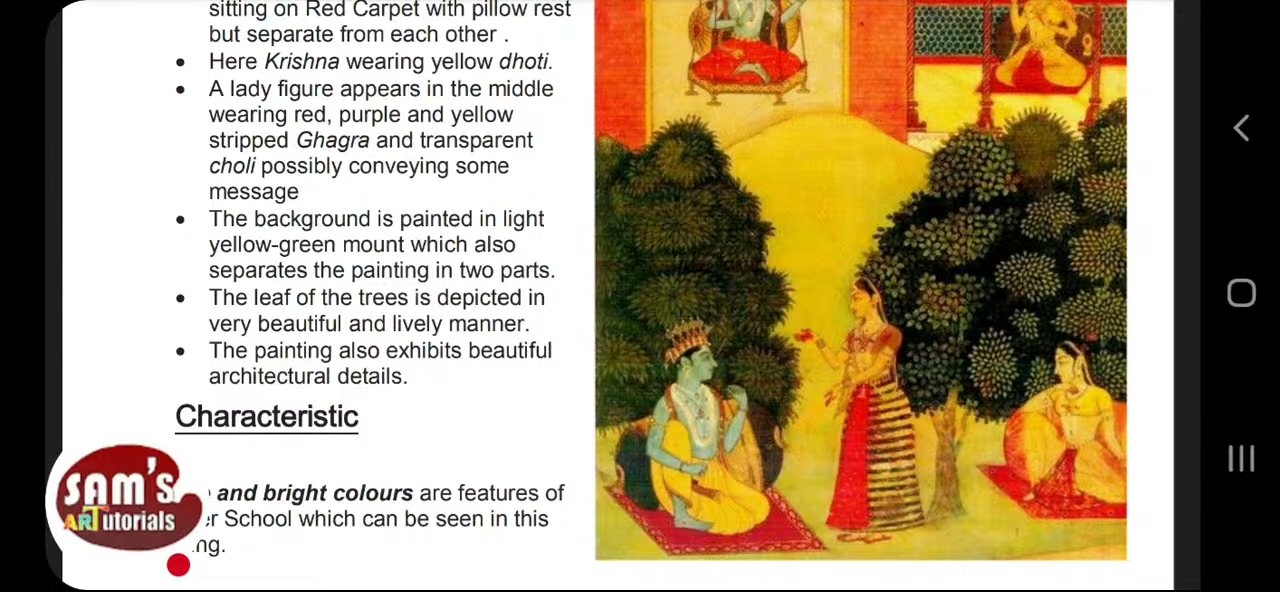 sitting on Red Carpet with pillow rest
but separate from each other .
• Here Krishna wearing yellow dhoti.
• A lady figure appears in the middle
wearing red, purple and yellow
stripped Ghagra and transparent
choli possibly conveying some
message
• The background is painted in light
yellow-green mount which also
separates the painting in two parts.
• The leaf of the trees is depicted in
very beautiful and lively manner.
• The painting also exhibits beautiful
architectural details.
Characteristic
and bright colours are features of
School which can be seen in this
SAM'S
ARTutorials